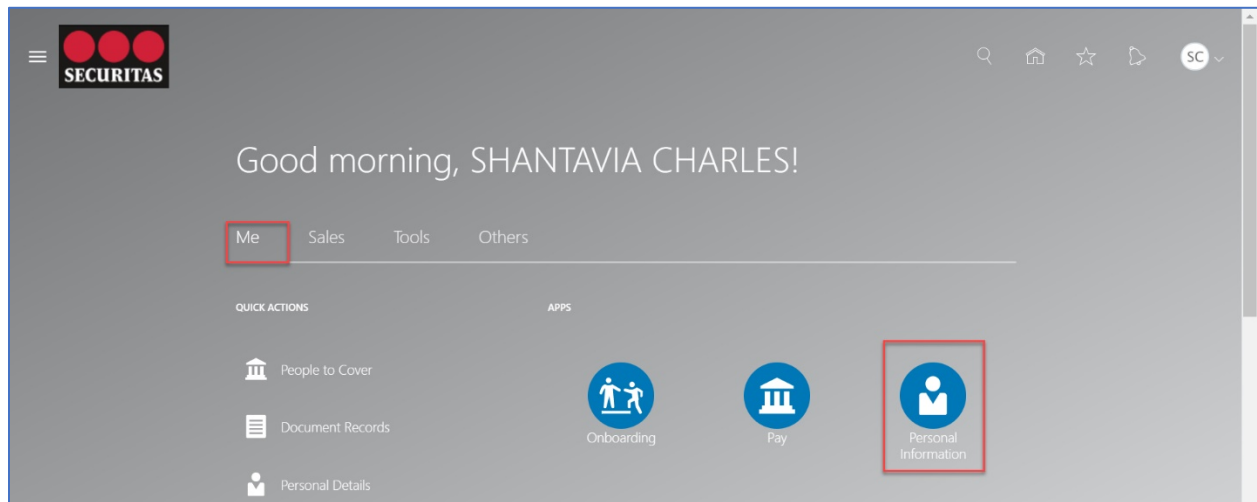 SECURITAS
SC
Good morning, SHANTAVIA CHARLES!
Me Sales Tools Others
QUICK ACTIONS
APPS
People to Cover
Document Records
Personal Details
Onboarding
Pay
Personal
Information